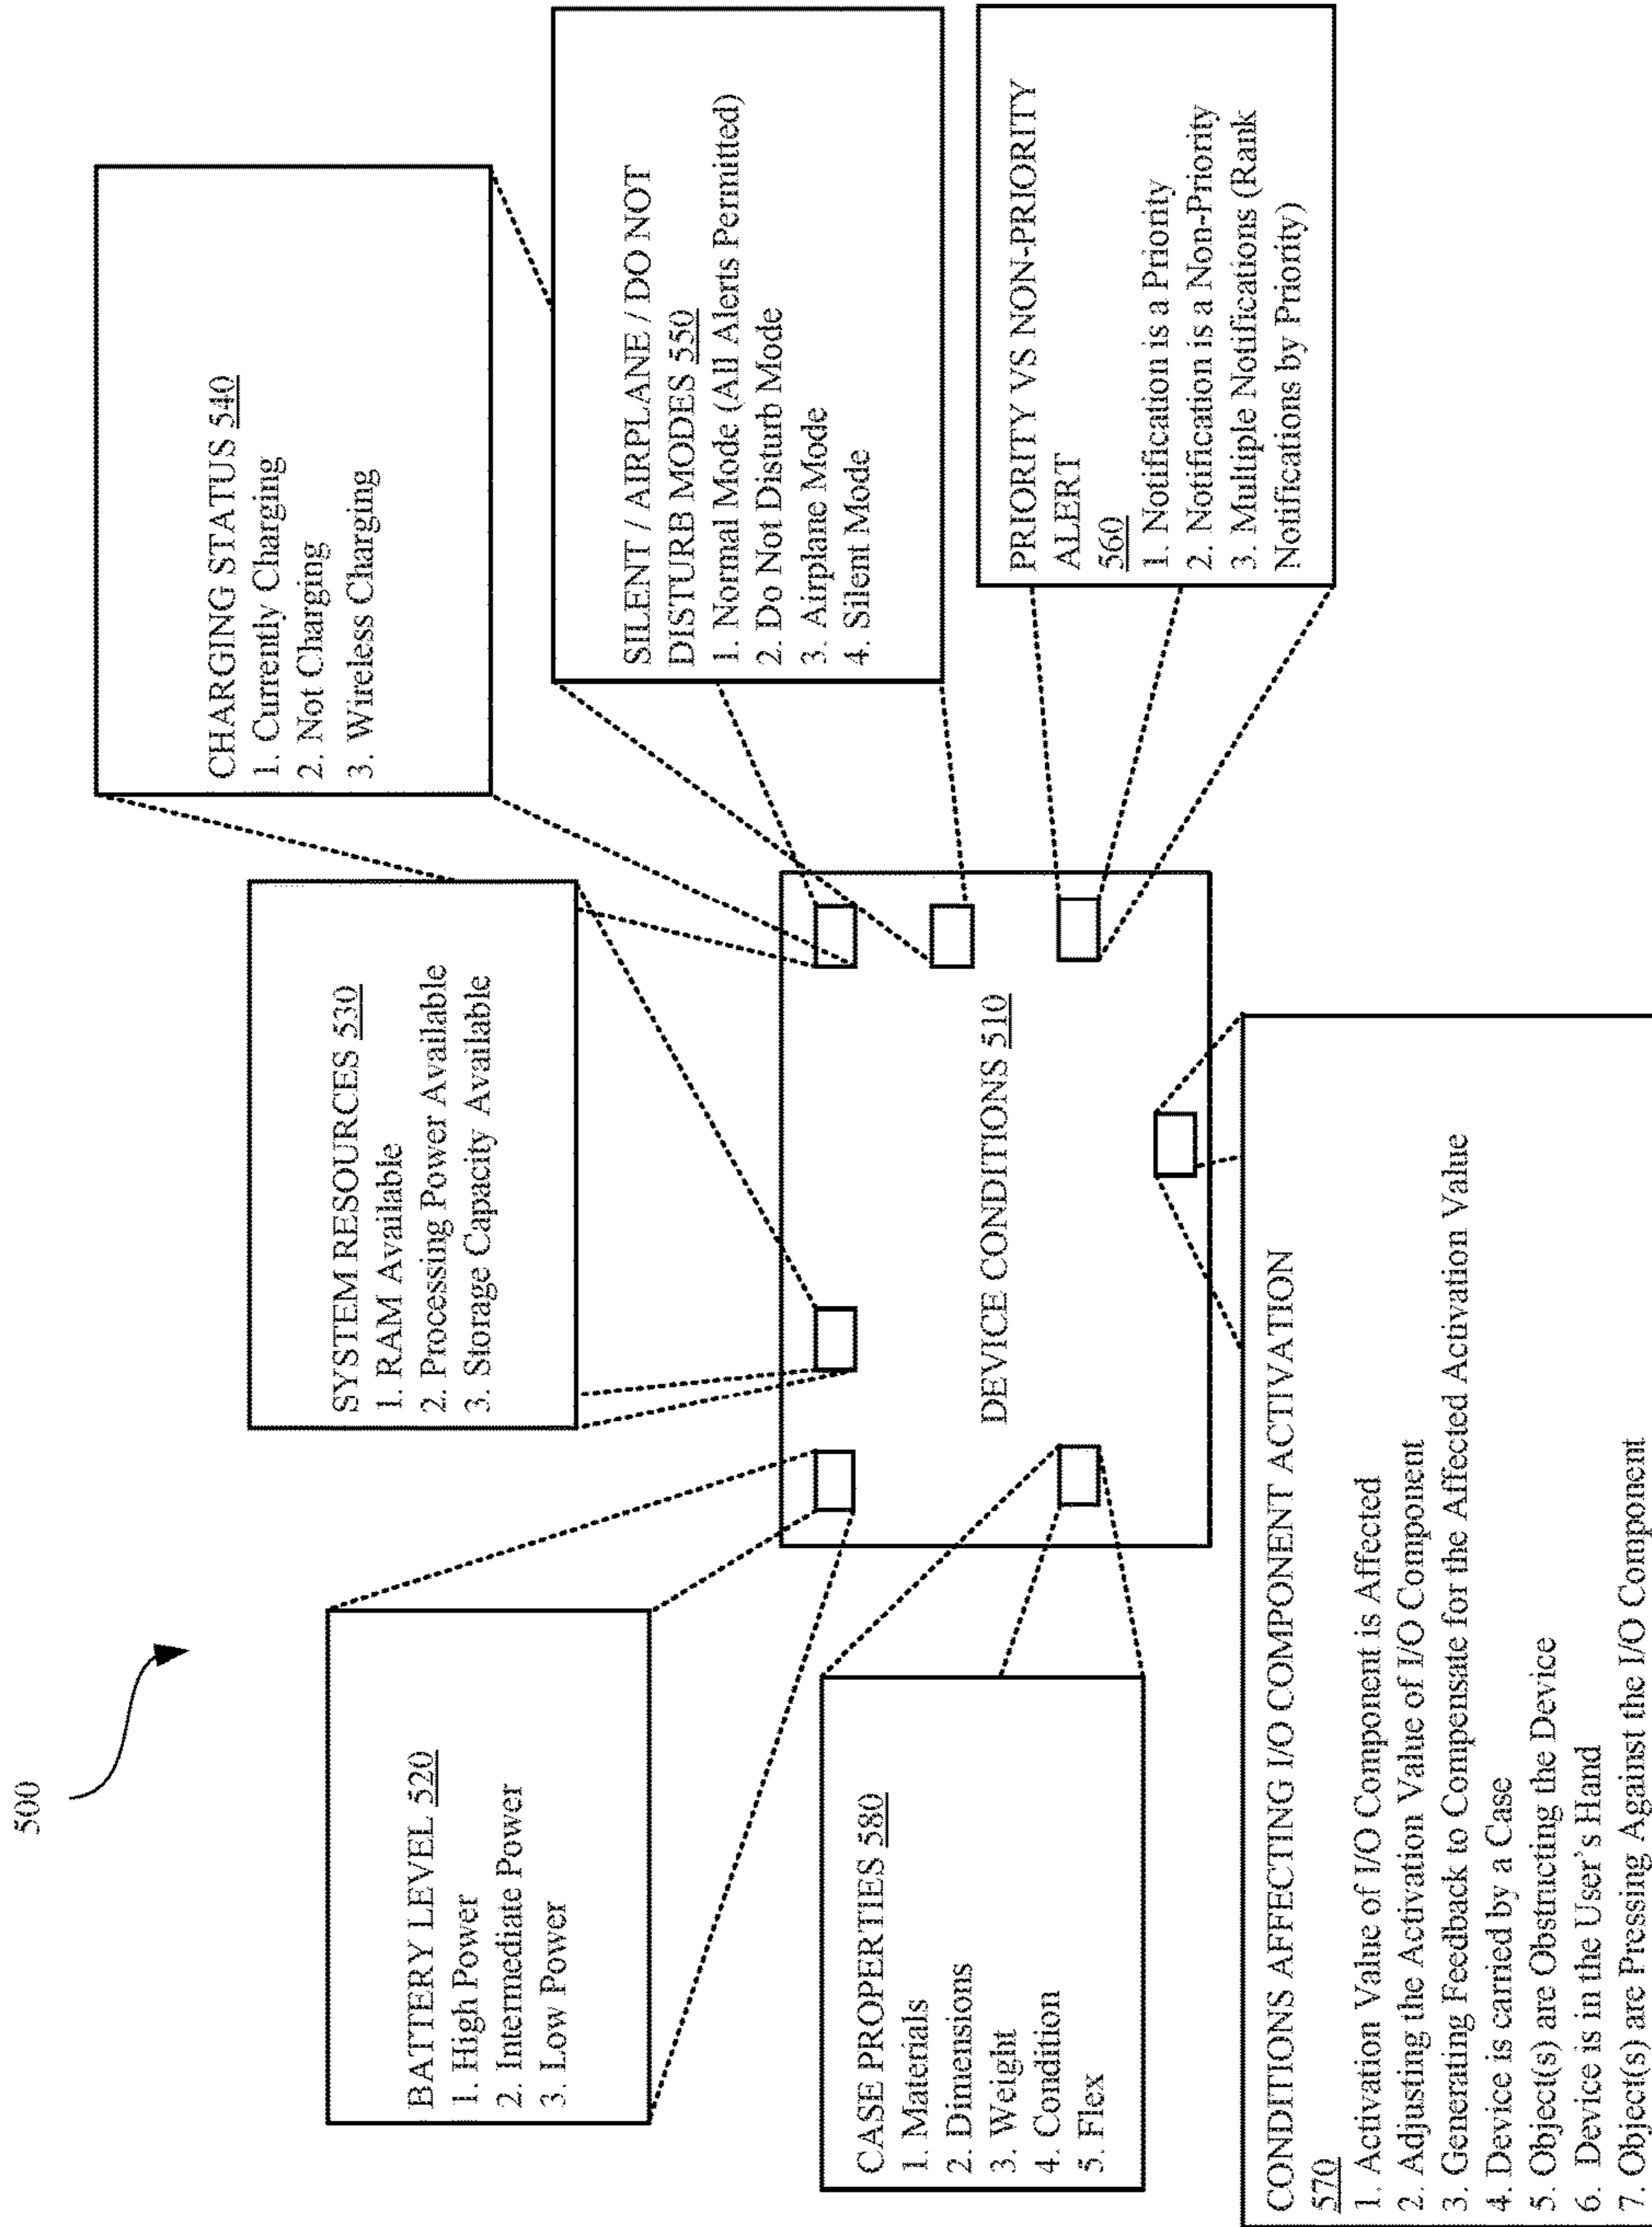 500
BATTERY LEVEL 520
1. High Power
2. Intermediate Power
3. Low Power
SYSTEM RESOURCES 530
1. RAM Available
2. Processing Power Available
3. Storage Capacity Available
CHARGING STATUS 540
1. Currently Charging
2. Not Charging
3. Wireless Charging
SILENT / AIRPLANE / DO NOT
DISTURB MODES 550
1. Normal Mode (All Alerts Permitted)
2. Do Not Disturb Mode
3. Airplane Mode
4. Silent Mode
PRIORITY VS NON-PRIORITY
ALERT
560
1. Notification is a Priority
2. Notification is a Non-Priority
3. Multiple Notifications (Rank
Notifications by Priority)
DEVICE CONDITIONS 510
CASE PROPERTIES 580
1. Materials
2. Dimensions
3. Weight
4. Condition
5. Flex
CONDITIONS AFFECTING I/O COMPONENT ACTIVATION
570
1. Activation Value of I/O Component is Affected
2. Adjusting the Activation Value of I/O Component
3. Generating Feedback to Compensate for the Affected Activation Value
4. Device is carried by a Case
5. Object(s) are Obstructing the Device
6. Device is in the User's Hand
7. Object(s) are Pressing Against the I/O Component